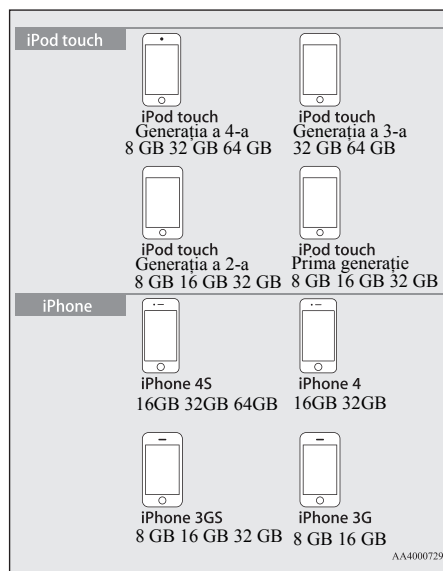 iPod touch
iPod touch
Generația a 4-a
8 GB 32 GB 64 GB
iPod touch
Generația a 3-a
32 GB 64 GB
iPod touch
Generația a 2-a
8 GB 16 GB 32 GB
iPod touch
Prima generație
8 GB 16 GB 32 GB
iPhone
iPhone 4S
16GB 32GB 64GB
iPhone 4
16GB 32GB
iPhone 3GS
8 GB 16 GB 32 GB
iPhone 3G
8 GB 16 GB
AA4000729